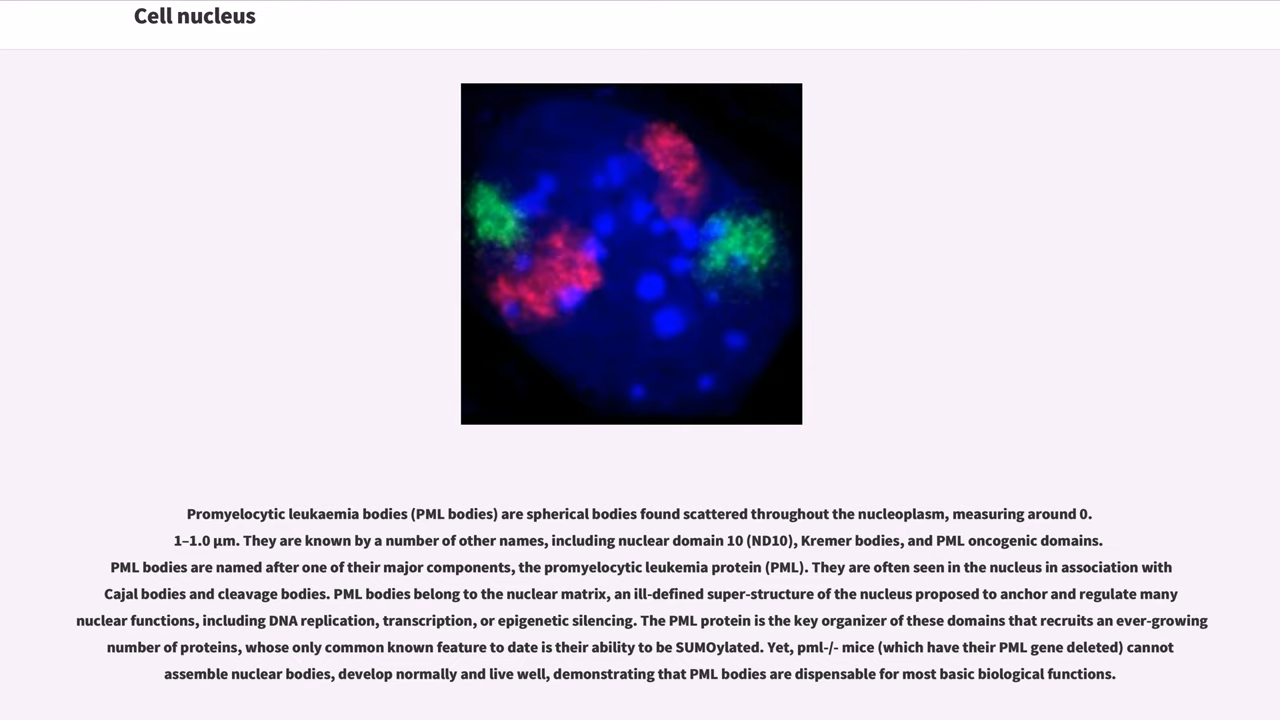 Cell nucleus
Promyelocytic leukaemia bodies (PML bodies) are spherical bodies found scattered throughout the nucleoplasm, measuring around 0.
1–1.0 µm. They are known by a number of other names, including nuclear domain 10 (ND10), Kremer bodies, and PML oncogenic domains.
PML bodies are named after one of their major components, the promyelocytic leukemia protein (PML). They are often seen in the nucleus in association with
Cajal bodies and cleavage bodies. PML bodies belong to the nuclear matrix, an ill-defined super-structure of the nucleus proposed to anchor and regulate many
nuclear functions, including DNA replication, transcription, or epigenetic silencing. The PML protein is the key organizer of these domains that recruits an ever-growing
number of proteins, whose only common known feature to date is their ability to be SUMOylated. Yet, pml-/- mice (which have their PML gene deleted) cannot
assemble nuclear bodies, develop normally and live well, demonstrating that PML bodies are dispensable for most basic biological functions.